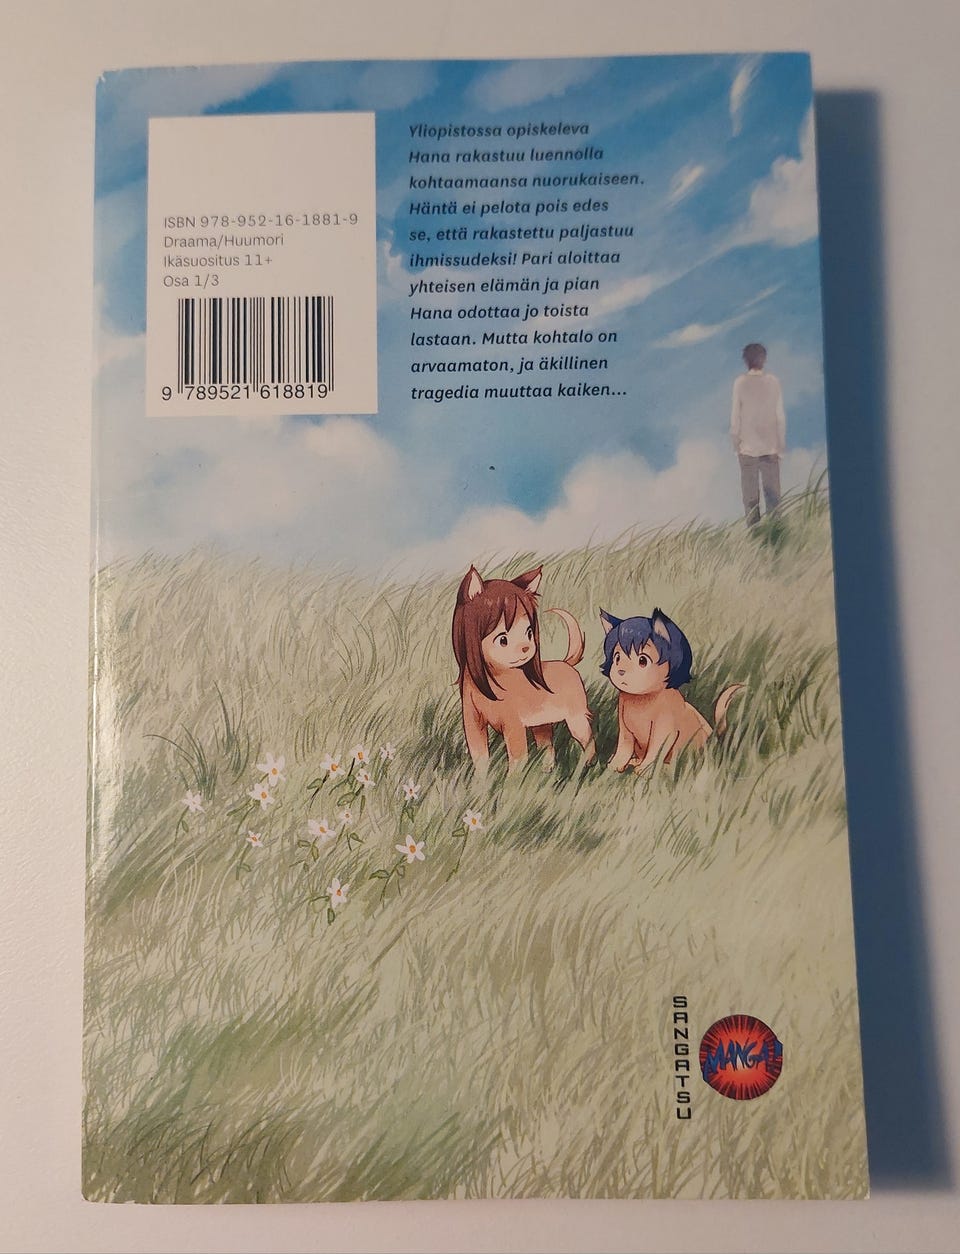 ISBN 978-952-16-1881-9
Draama/Huumori
Ikäsuositus 11+
Osa 1/3
9 789521 618819
Yliopistossa opiskeleva
Hana rakastuu luennolla
kohtaamaansa nuorukaiseen.
Häntä ei pelota pois edes
se, että rakastettu paljastuu
ihmissudeksi! Pari aloittaa
yhteisen elämän ja pian
Hana odottaa jo toista
lastaan. Mutta kohtalo on
arvaamaton, ja äkillinen
tragedia muuttaa kaiken...
SANGATSU
MANGA!